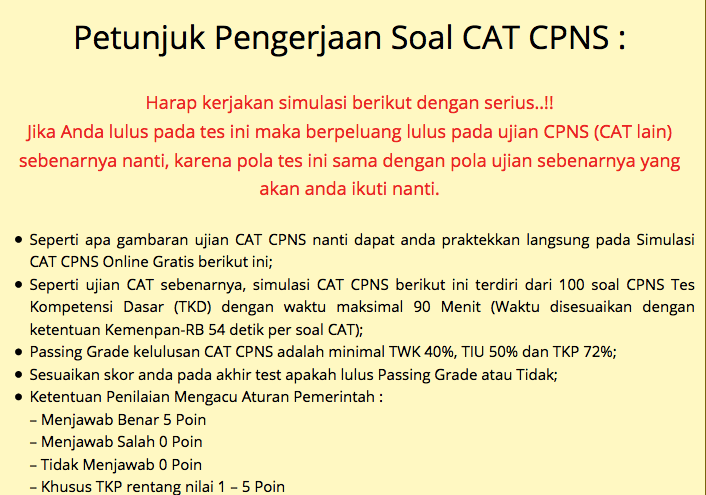 Petunjuk Pengerjaan Soal CAT CPNS :
Harap kerjakan simulasi berikut dengan serius..!!
Jika Anda lulus pada tes ini maka berpeluang lulus pada ujian CPNS (CAT lain)
sebenarnya nanti, karena pola tes ini sama dengan pola ujian sebenarnya yang
akan anda ikuti nanti.
● Seperti apa gambaran ujian CAT CPNS nanti dapat anda praktekkan langsung pada Simulasi
CAT CPNS Online Gratis berikut ini;
● Seperti ujian CAT sebenarnya, simulasi CAT CPNS berikut ini terdiri dari 100 soal CPNS Tes
Kompetensi Dasar (TKD) dengan waktu maksimal 90 Menit (Waktu disesuaikan dengan
ketentuan Kemenpan-RB 54 detik per soal CAT);
● Passing Grade kelulusan CAT CPNS adalah minimal TWK 40%, TIU 50% dan TKP 72%;
● Sesuaikan skor anda pada akhir test apakah lulus Passing Grade atau Tidak;
● Ketentuan Penilaian Mengacu Aturan Pemerintah :
– Menjawab Benar 5 Poin
– Menjawab Salah 0 Poin
– Tidak Menjawab 0 Poin
– Khusus TKP rentang nilai 1 – 5 Poin